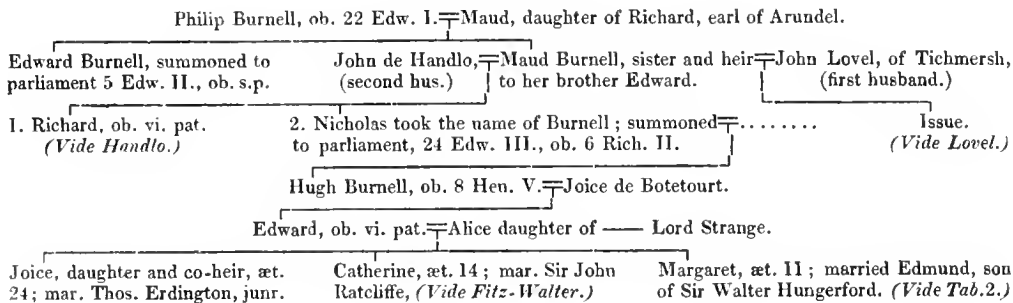 Philip Burnell, ob. 22 Edw. I.=Maud, daughter of Richard, earl of Arundel.
Edward Burnell, summoned to parliament 5 Edw. II., ob. s.p.
John de Handlo, (second hus.)
=Maud Burnell, sister and heir to her brother Edward.
=John Lovel, of Tichmersh, (first husband.)
1. Richard, ob. vi. pat.
(Vide Handlo.)
2. Nicholas took the name of Burnell ; summoned=........
to parliament, 24 Edw. III., ob. 6 Rich. II.
Issue.
(Vide Lovel.)
Hugh Burnell, ob. 8 Hen. V.=Joice de Botetourt.
Edward, ob. vi. pat.=Alice daughter of —— Lord Strange.
Joice, daughter and co-heir, æt.
24; mar. Thos. Erdington, junr.
Catherine, æt. 14 ; mar. Sir John
Ratcliffe, (Vide Fitz-Walter.)
Margaret, æt. 11 ; married Edmund, son
of Sir Walter Hungerford. (Vide Tab.2.)